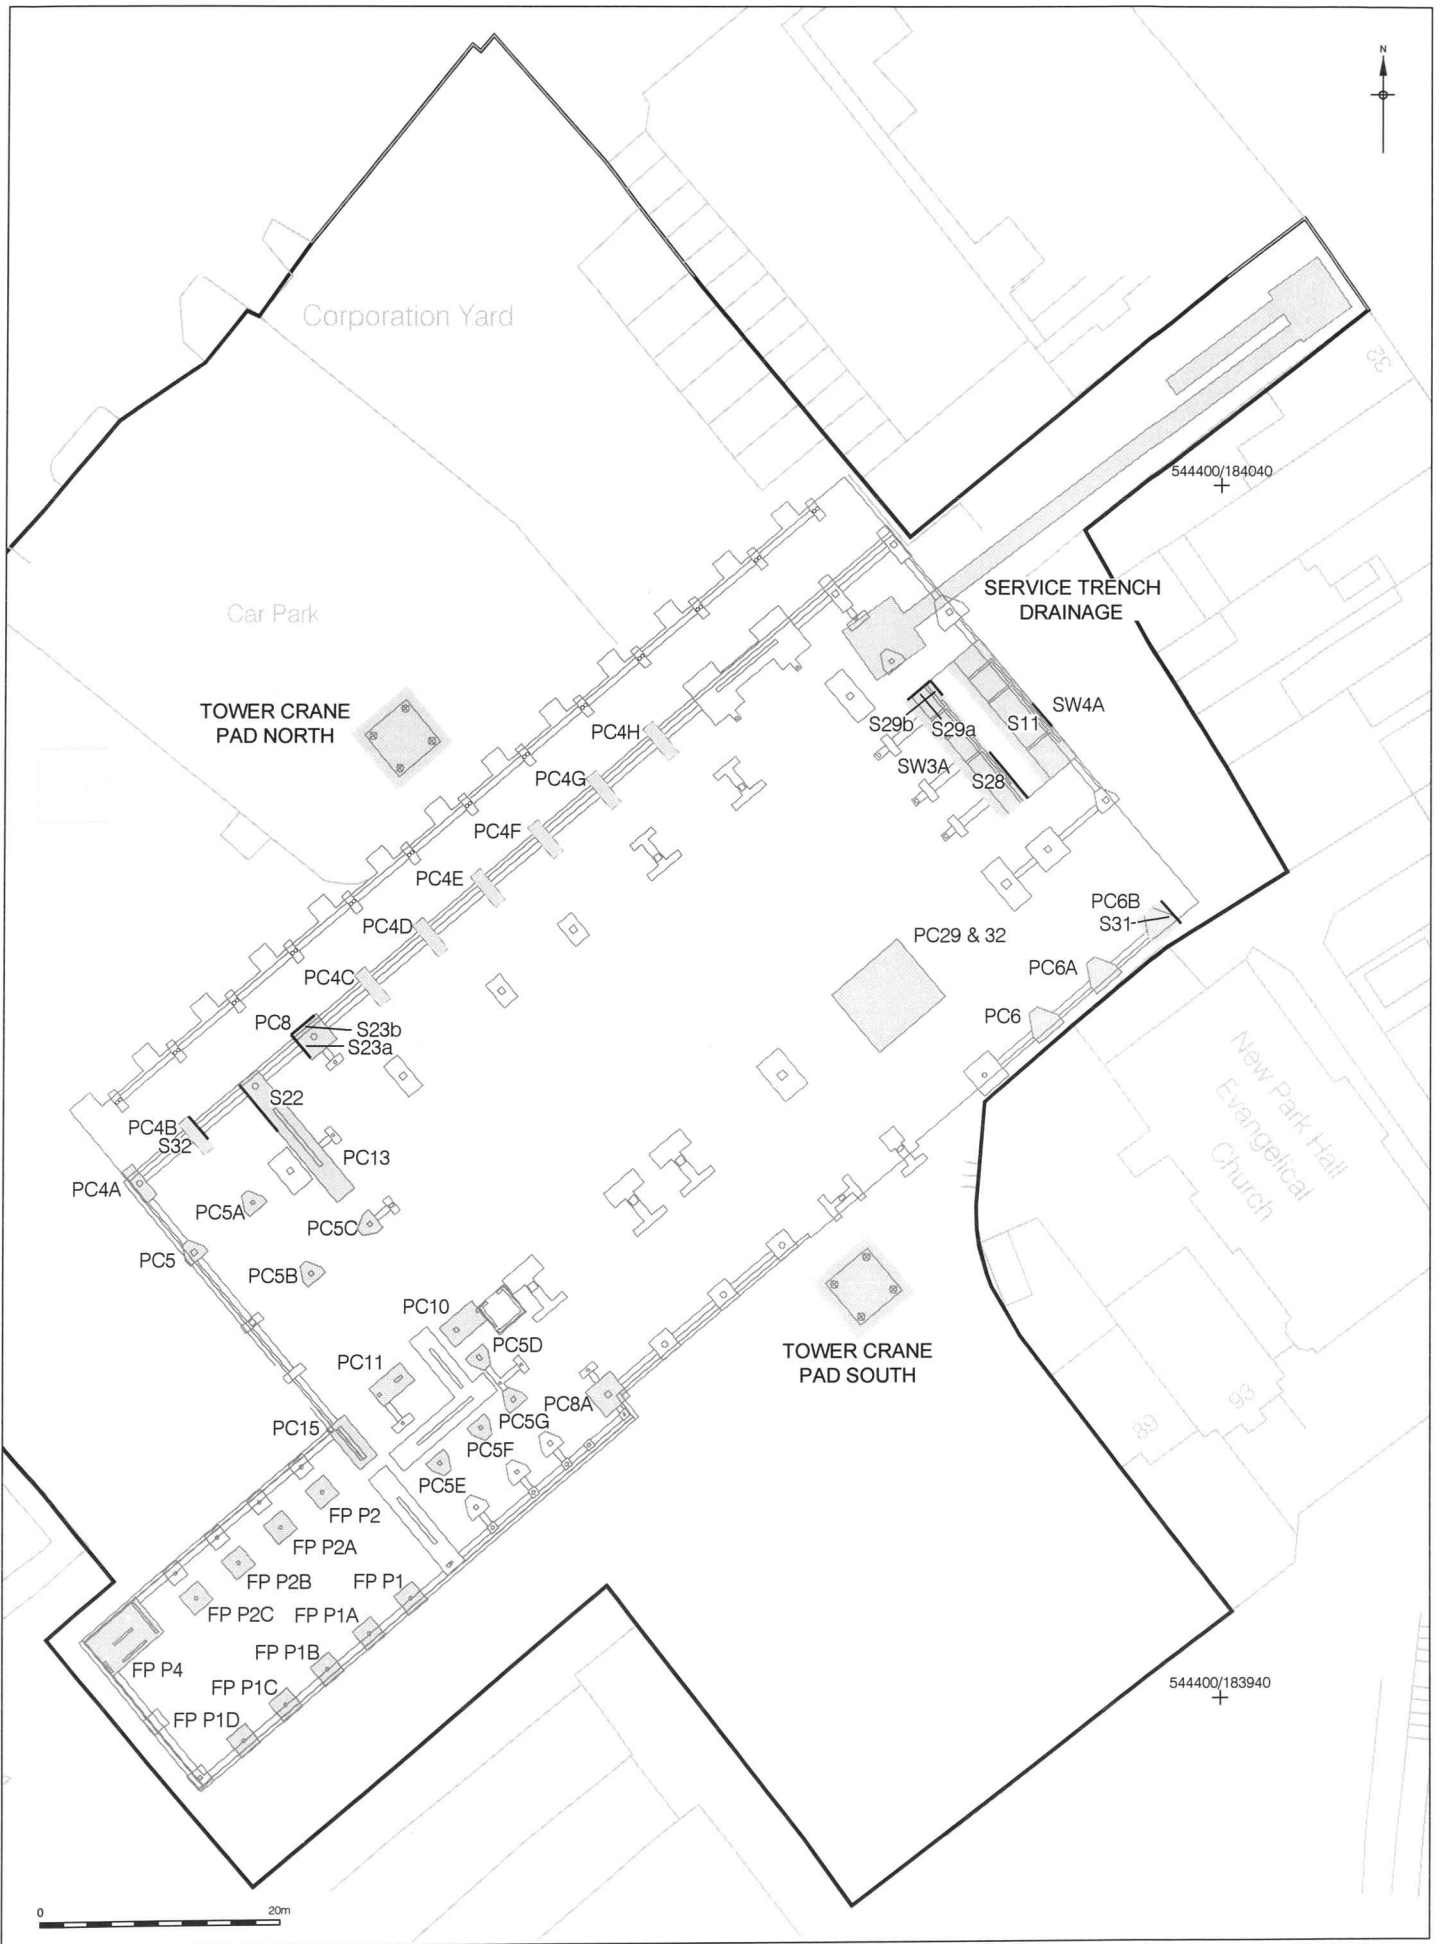 N
Corporation Yard
32
544400/184040
SERVICE TRENCH
DRAINAGE
Car Park
TOWER CRANE
PAD NORTH
SW4A
S29b
S29a
S11
PC4H
SW3A
S28
PC4G
PC4F
PC4E
PC6B
S31
PC4D
PC29 & 32
PC4C
PC6A
PC8
S23b
PC6
S23a
New Park Hall
Evangelical
Church
S22
PC4B
S32
PC13
PC4A
PC5A
PC5C
PC5
PC5B
PC10
PC5D
TOWER CRANE
PAD SOUTH
PC11
PC8A
93
PC5G
PC15
89
PC5F
PC5E
FP P2
FP P2A
FP P2B
FP P1
FP P2C
FP P1A
FP P1B
FP P4
FP P1C
544400/183940
FP P1D
0
20m